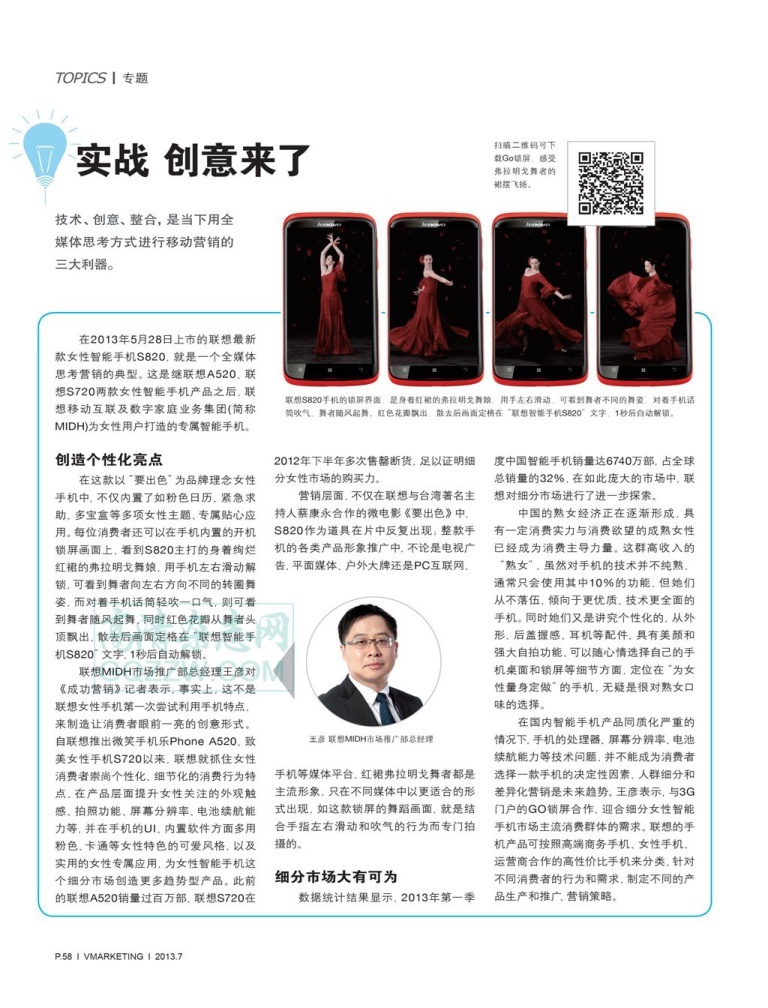 TOPICS | 专题
实战 创意来了
扫瞄二维码可下
载Go锁屏，感受
弗拉明戈舞者的
裙摆飞扬。
技术、创意、整合，是当下用全
媒体思考方式进行移动营销的
三大利器。
lenovo
lenovo
lenovo
lenovo
联想S820手机的锁屏界面，是身着红裙的弗拉明戈舞娘，用手左右滑动，可看到舞者不同的舞姿，对着手机话
筒吹气，舞者随风起舞，红色花瓣飘出，散去后画面定格在“联想智能手机S820”文字，1秒后自动解锁。
在2013年5月28日上市的联想最新
款女性智能手机S820，就是一个全媒体
思考营销的典型。这是继联想A520、联
想S720两款女性智能手机产品之后，联
想移动互联及数字家庭业务集团(简称
MIDH)为女性用户打造的专属智能手机。
创造个性化亮点
在这款以“要出色”为品牌理念女性
手机中，不仅内置了如粉色日历、紧急求
助、多宝盒等多项女性主题、专属贴心应
用。每位消费者还可以在手机内置的开机
锁屏画面上，看到S820主打的身着绚烂
红裙的弗拉明戈舞娘，用手机左右滑动解
锁，可看到舞者向左右方向不同的转圈舞
姿，而对着手机话筒轻吹一口气，则可看
到舞者随风起舞，同时红色花瓣从舞者头
顶飘出，散去后画面定格在“联想智能手
机S820”文字，1秒后自动解锁。
联想MIDH市场推广部总经理王彦对
《成功营销》记者表示，事实上，这不是
联想女性手机第一次尝试利用手机特点，
来制造让消费者眼前一亮的创意形式。
自联想推出微笑手机乐Phone A520、致
美女性手机S720以来，联想就抓住女性
消费者崇尚个性化、细节化的消费行为特
点，在产品层面提升女性关注的外观触
感、拍照功能、屏幕分辨率、电池续航能
力等，并在手机的UI、内置软件方面多用
粉色、卡通等女性特色的可爱风格，以及
实用的女性专属应用，为女性智能手机这
个细分市场创造更多趋势型产品。此前
的联想A520销量过百万部，联想S720在
2012年下半年多次售罄断货，足以证明细
分女性市场的购买力。
营销层面，不仅在联想与台湾著名主
持人蔡康永合作的微电影《要出色》中，
S820作为道具在片中反复出现；整款手
机的各类产品形象推广中，不论是电视广
告，平面媒体，户外大牌还是PC互联网、
王彦 联想MIDH市场推广部总经理
手机等媒体平台，红裙弗拉明戈舞者都是
主流形象，只在不同媒体中以更适合的形
式出现，如这款锁屏的舞蹈画面，就是结
合手指左右滑动和吹气的行为而专门拍
摄的。
细分市场大有可为
数据统计结果显示，2013年第一季
度中国智能手机销量达6740万部，占全球
总销量的32%，在如此庞大的市场中，联
想对细分市场进行了进一步探索。
中国的熟女经济正在逐渐形成，具
有一定消费实力与消费欲望的成熟女性
已经成为消费主导力量。这群高收入的
“熟女”，虽然对手机的技术并不纯熟，
通常只会使用其中10%的功能，但她们
从不落伍，倾向于更优质，技术更全面的
手机。同时她们又是讲究个性化的，从外
形，后盖握感，耳机等配件，具有美颜和
强大自拍功能，可以随心情选择自己的手
机桌面和锁屏等细节方面，定位在“为女
性量身定做”的手机，无疑是很对熟女口
味的选择。
在国内智能手机产品同质化严重的
情况下，手机的处理器，屏幕分辨率，电池
续航能力等技术问题，并不能成为消费者
选择一款手机的决定性因素，人群细分和
差异化营销是未来趋势。王彦表示，与3G
门户的GO锁屏合作，迎合细分女性智能
手机市场主流消费群体的需求。联想的手
机产品可按照高端商务手机，女性手机，
运营商合作的高性价比手机来分类，针对
不同消费者的行为和需求，制定不同的产
品生产和推广，营销策略。
P.58 I VMARKETING I 2013.7